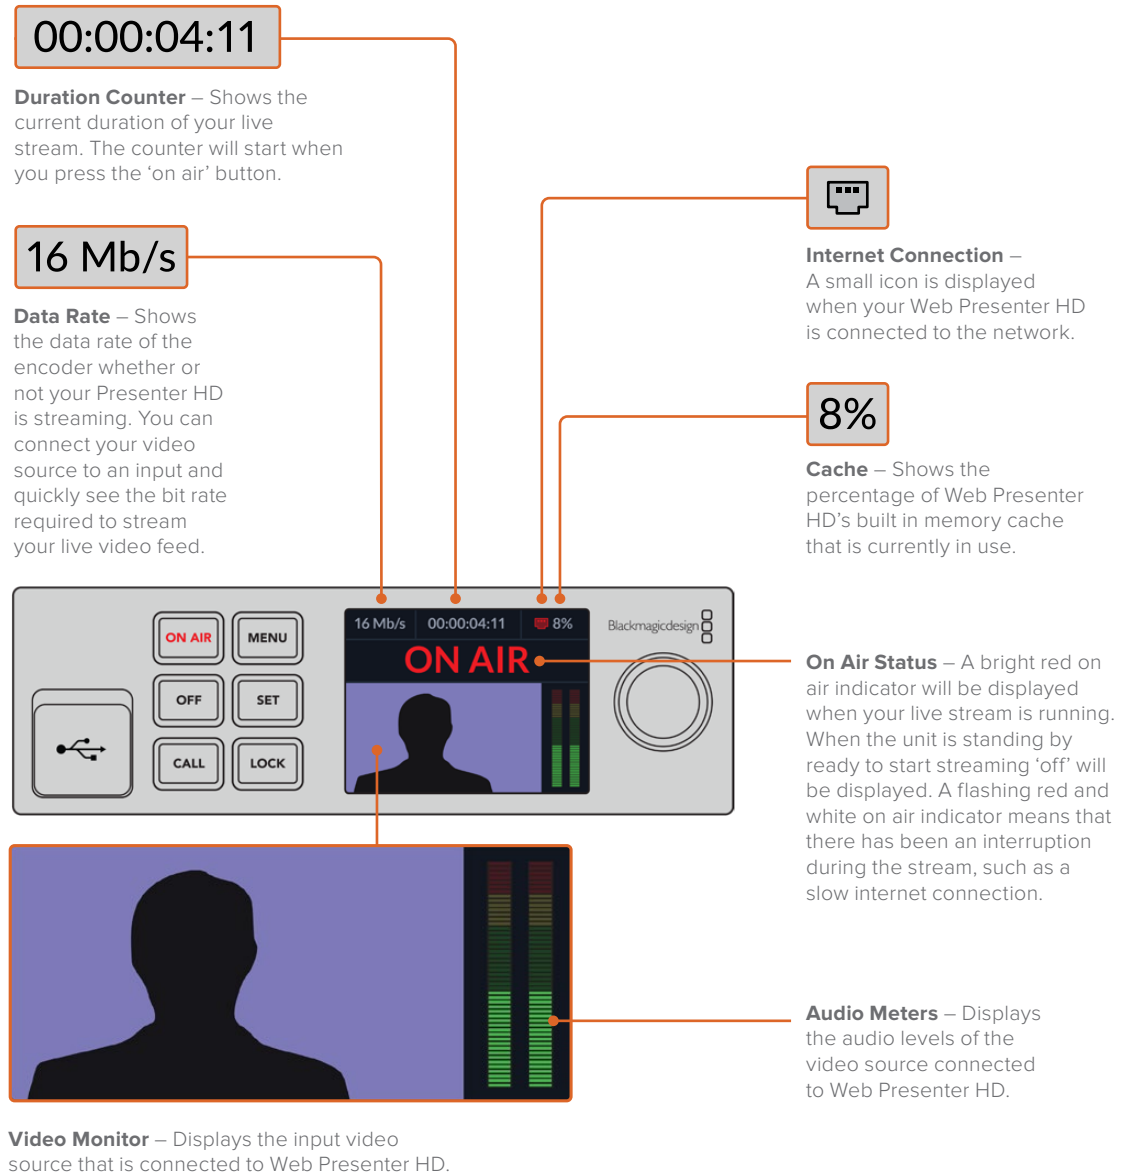 00:00:04:11
Duration Counter – Shows the
current duration of your live
stream. The counter will start when
you press the ‘on air’ button.
16 Mb/s
Data Rate – Shows
the data rate of the
encoder whether or
not your Presenter HD
is streaming. You can
connect your video
source to an input and
quickly see the bit rate
required to stream
your live video feed.
Internet Connection –
A small icon is displayed
when your Web Presenter HD
is connected to the network.
8%
Cache – Shows the
percentage of Web Presenter
HD’s built in memory cache
that is currently in use.
ON AIR
MENU
OFF
SET
CALL
LOCK
16 Mb/s 00:00:04:11 8%
ON AIR
Blackmagicdesign
On Air Status – A bright red on
air indicator will be displayed
when your live stream is running.
When the unit is standing by
ready to start streaming ‘off’ will
be displayed. A flashing red and
white on air indicator means that
there has been an interruption
during the stream, such as a
slow internet connection.
Audio Meters – Displays
the audio levels of the
video source connected
to Web Presenter HD.
Video Monitor – Displays the input video
source that is connected to Web Presenter HD.